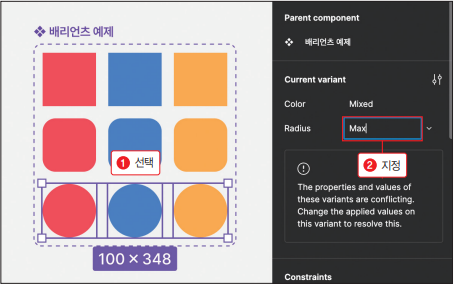 배리언츠 예제
1 선택
100 × 348
Parent component
배리언츠 예제
Current variant
Color Mixed
Radius Max
2 지정
The properties and values of
these variants are conflicting.
Change the applied values on
this variant to resolve this.
Constraints